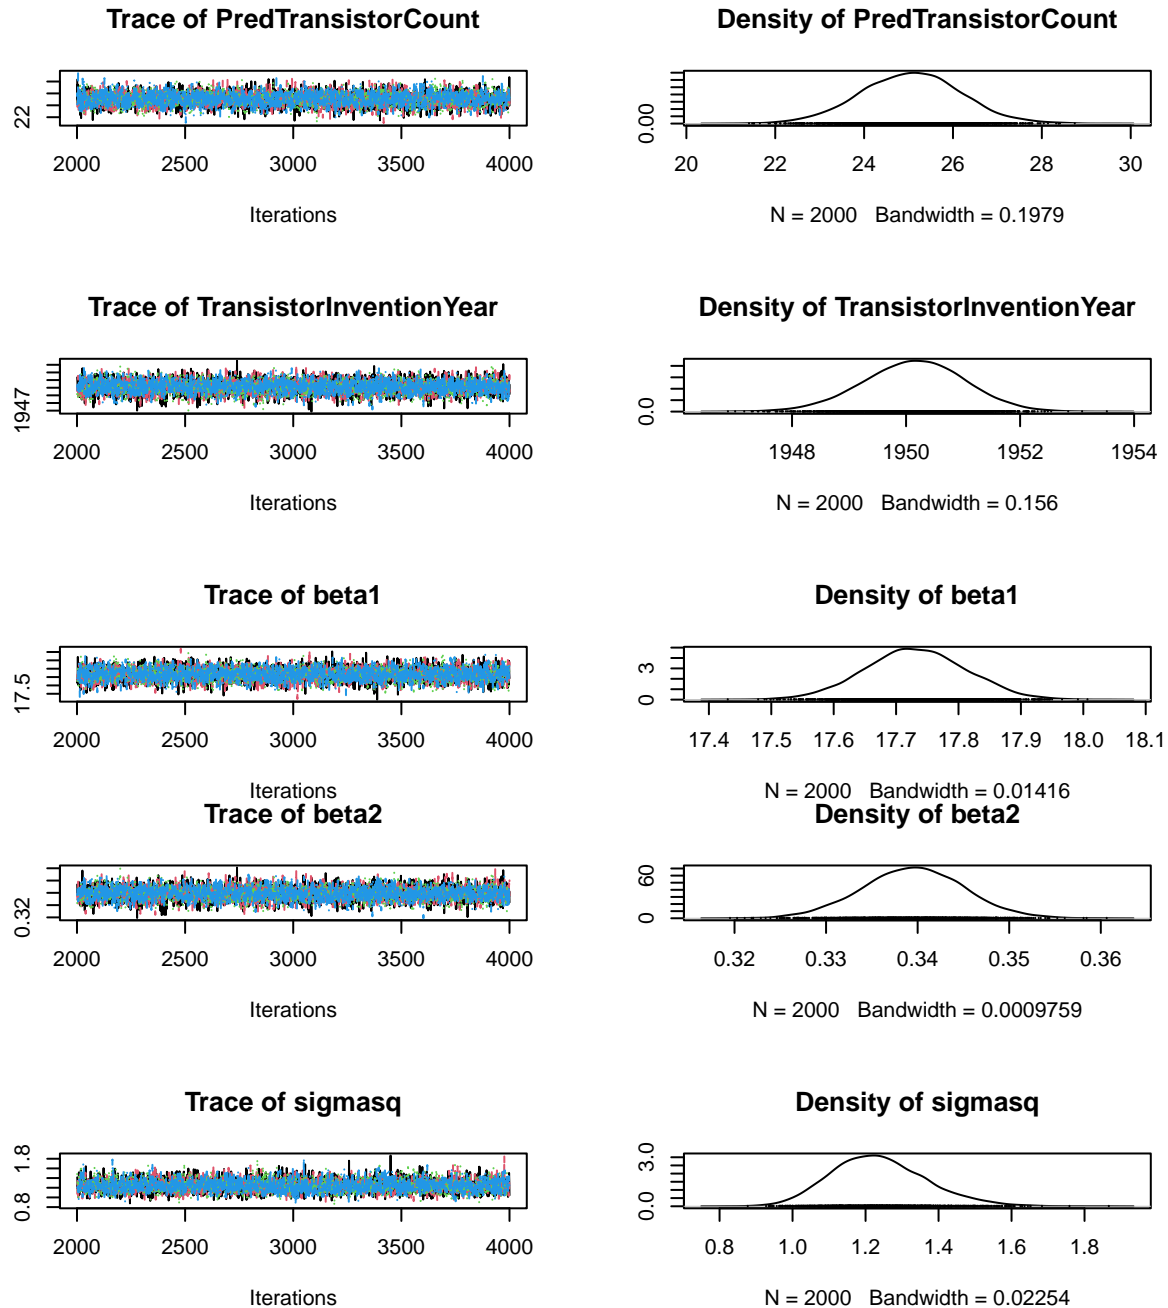 Trace of PredTransistorCount
22
2000 2500 3000 3500 4000
Iterations
Density of PredTransistorCount
0.00
20 22 24 26 28 30
N = 2000 Bandwidth = 0.1979
Trace of TransistorInventionYear
1947
2000 2500 3000 3500 4000
Iterations
Density of TransistorInventionYear
0.0
1948 1950 1952 1954
N = 2000 Bandwidth = 0.156
Trace of beta1
17.5
2000 2500 3000 3500 4000
Iterations
Density of beta1
3
0
17.4 17.5 17.6 17.7 17.8 17.9 18.0 18.1
N = 2000 Bandwidth = 0.01416
Trace of beta2
0.32
2000 2500 3000 3500 4000
Iterations
Density of beta2
60
0
0.32 0.33 0.34 0.35 0.36
N = 2000 Bandwidth = 0.0009759
Trace of sigmasq
1.8
0.8
2000 2500 3000 3500 4000
Iterations
Density of sigmasq
3.0
0.0
0.8 1.0 1.2 1.4 1.6 1.8
N = 2000 Bandwidth = 0.02254